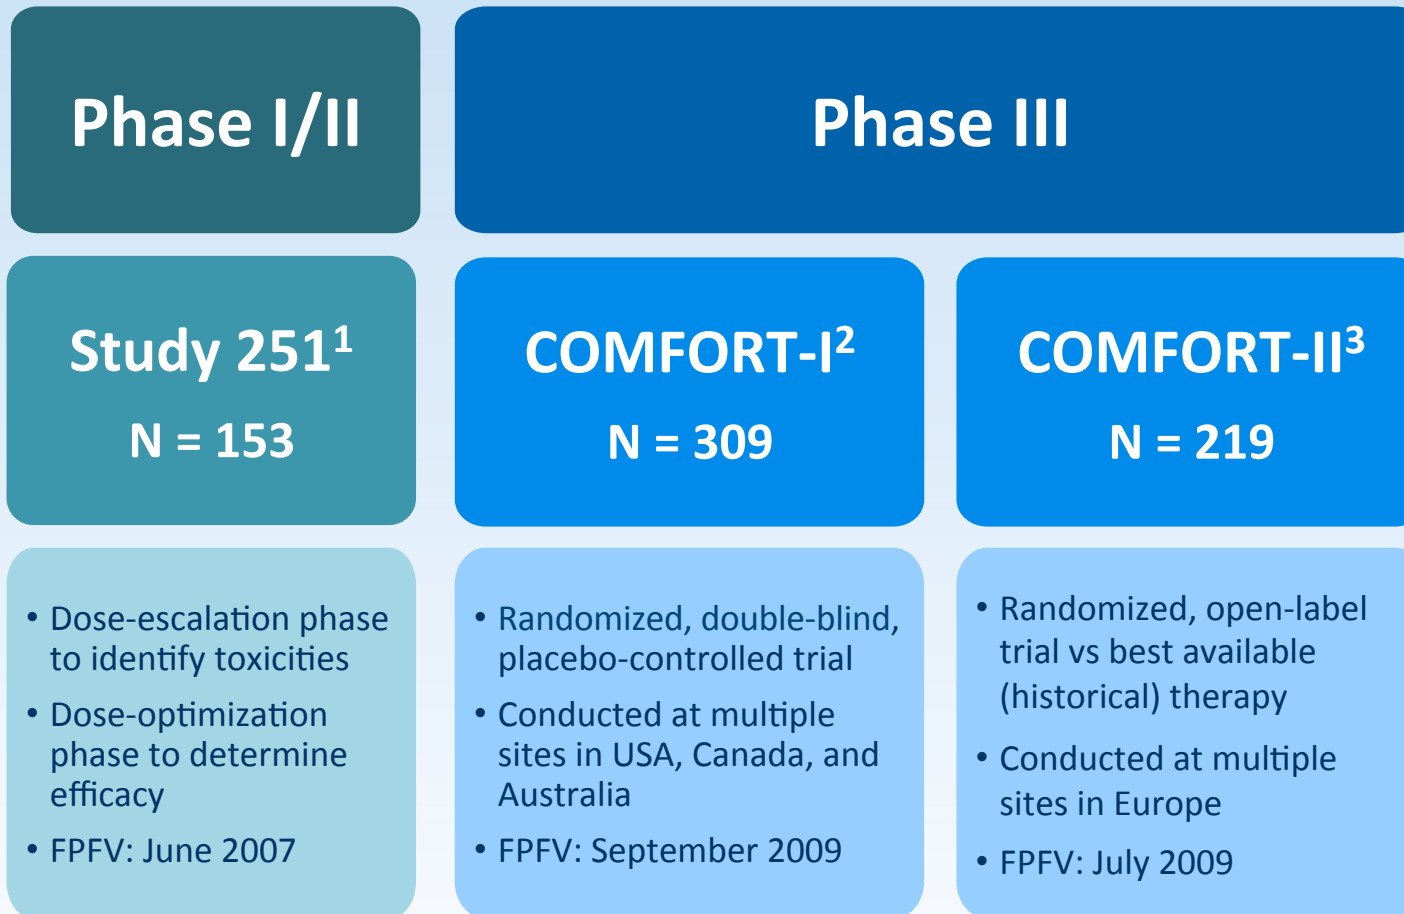 Phase I/II
Phase III
Study 251¹
N = 153
COMFORT-I²
N = 309
COMFORT-II³
N = 219
• Dose-escalation phase
to identify toxicities
• Dose-optimization
phase to determine
efficacy
• FPFV: June 2007
• Randomized, double-blind,
placebo-controlled trial
• Conducted at multiple
sites in USA, Canada, and
Australia
• FPFV: September 2009
• Randomized, open-label
trial vs best available
(historical) therapy
• Conducted at multiple
sites in Europe
• FPFV: July 2009